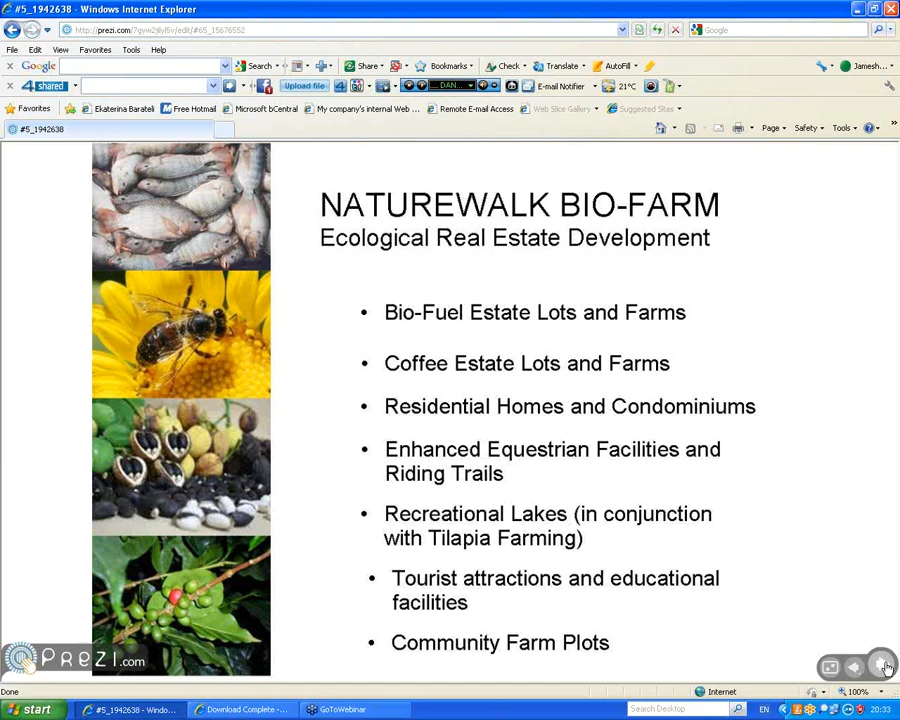 #5_1942638 - Windows Internet Explorer
http://prezi.com/7gyw2jilyl5v/edit/#65_15676552
Google
File Edit View Favorites Tools Help
Google Search Share Bookmarks Check Translate AutoFill Jamesh...
4shared Upload file DAN... E-mail Notifier 21°C
Favorites Ekaterina Barateli Free Hotmail Microsoft bCentral My company's internal Web ... Remote E-mail Access Web Slice Gallery Suggested Sites
#5_1942638
Page Safety Tools
NATUREWALK BIO-FARM
Ecological Real Estate Development
• Bio-Fuel Estate Lots and Farms
• Coffee Estate Lots and Farms
• Residential Homes and Condominiums
• Enhanced Equestrian Facilities and
Riding Trails
• Recreational Lakes (in conjunction
with Tilapia Farming)
• Tourist attractions and educational
facilities
• Community Farm Plots
Prezi.com
Done Internet 100%
start #5_1942638 - Windo... Download Complete -... GoToWebinar Search Desktop EN 20:33